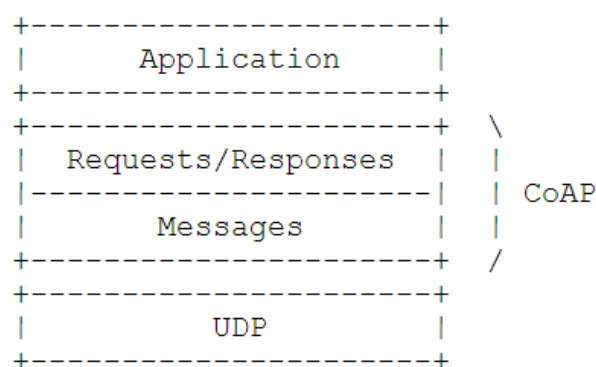 +----------------------+
|      Application     |
+----------------------+
+----------------------+  \
|  Requests/Responses  |  |
|----------------------|  | CoAP
|       Messages       |  |
+----------------------+  /
+----------------------+
|          UDP         |
+----------------------+